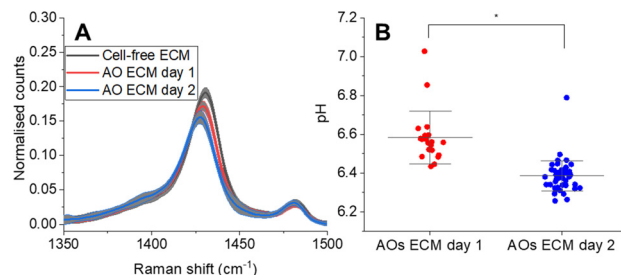 A
Cell-free ECM
AO ECM day 1
AO ECM day 2
Normalised counts
0.30
0.25
0.20
0.15
0.10
0.05
0.00
1350
1400
1450
1500
Raman shift (cm⁻¹)
B
*
pH
7.2
7.0
6.8
6.6
6.4
6.2
AOs ECM day 1
AOs ECM day 2